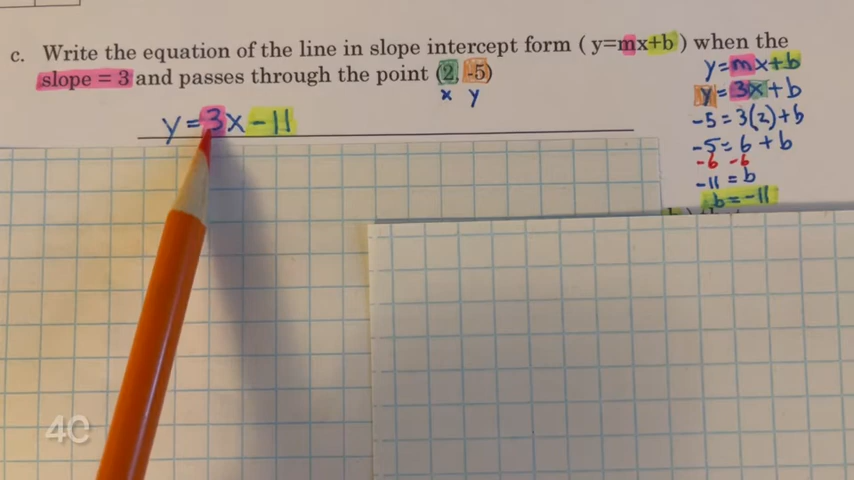 c. Write the equation of the line in slope intercept form ( y=mx+b ) when the
slope = 3 and passes through the point (2, -5)
x y
y = 3x - 11
y = mx + b
y = 3x + b
-5 = 3(2) + b
-5 = 6 + b
-6 -6
-11 = b
b = -11
4C